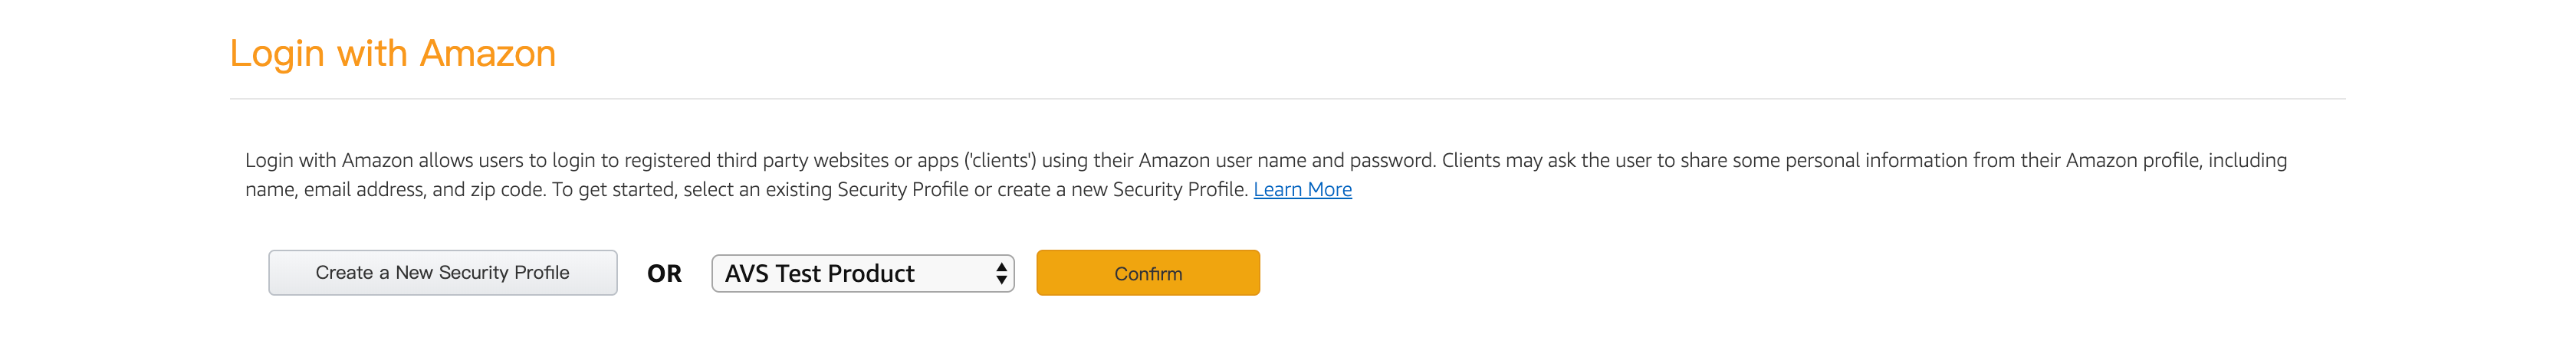 Login with Amazon
Login with Amazon allows users to login to registered third party websites or apps ('clients') using their Amazon user name and password. Clients may ask the user to share some personal information from their Amazon profile, including
name, email address, and zip code. To get started, select an existing Security Profile or create a new Security Profile. Learn More
Create a New Security Profile OR AVS Test Product Confirm